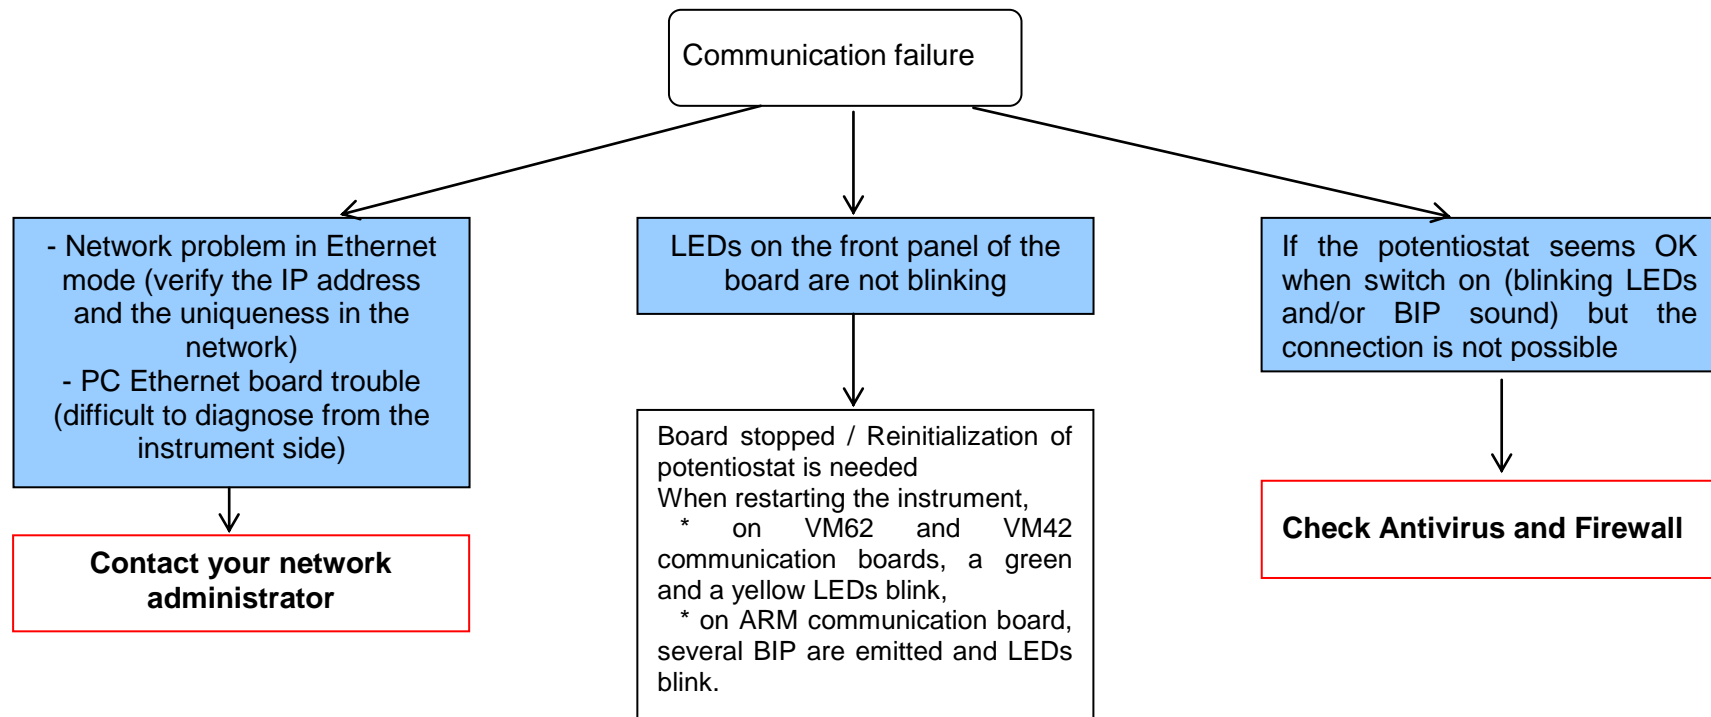 Communication failure
- Network problem in Ethernet
mode (verify the IP address
and the uniqueness in the
network)
- PC Ethernet board trouble
(difficult to diagnose from the
instrument side)
Contact your network
administrator
LEDs on the front panel of the
board are not blinking
Board stopped / Reinitialization of
potentiostat is needed
When restarting the instrument,
* on VM62 and VM42
communication boards, a green
and a yellow LEDs blink,
* on ARM communication board,
several BIP are emitted and LEDs
blink.
If the potentiostat seems OK
when switch on (blinking LEDs
and/or BIP sound) but the
connection is not possible
Check Antivirus and Firewall